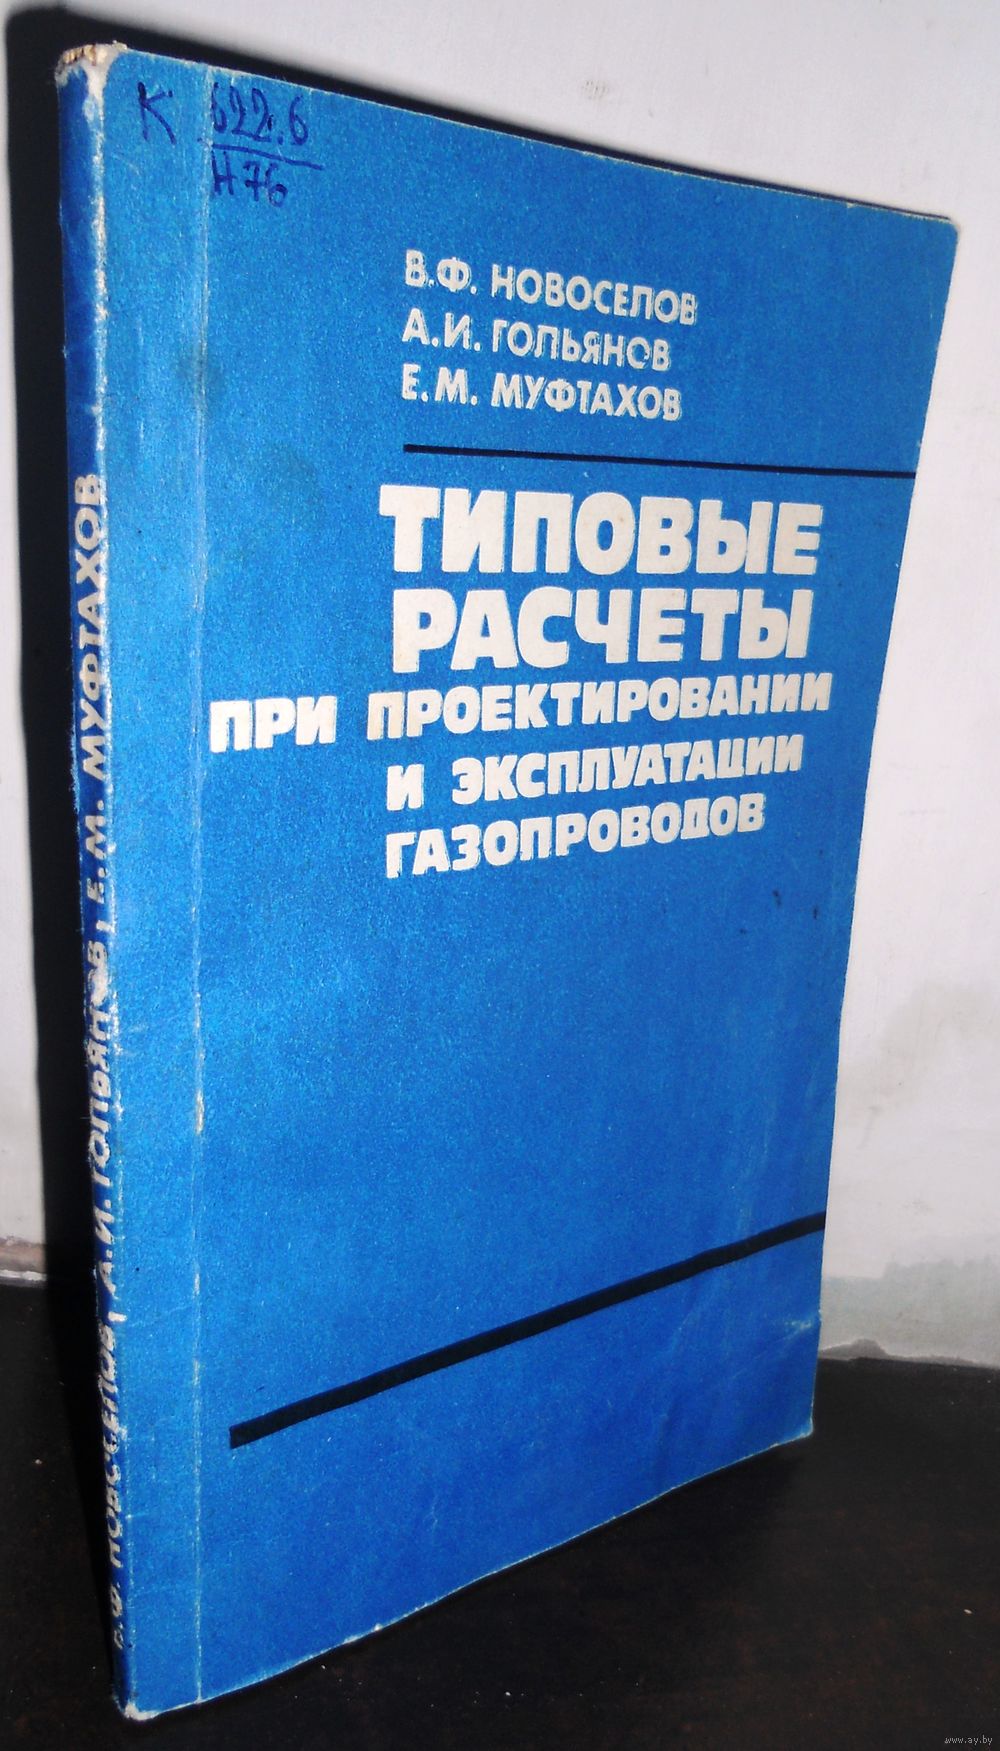 К 622.6
Н76
В.Ф. НОВОСЕЛОВ
А.И. ГОЛЬЯНОВ
Е.М. МУФТАХОВ
ТИПОВЫЕ
РАСЧЕТЫ
ПРИ ПРОЕКТИРОВАНИИ
И ЭКСПЛУАТАЦИИ
ГАЗОПРОВОДОВ
В.Ф. НОВОСЕЛОВ, А.И. ГОЛЬЯНОВ, Е.М. МУФТАХОВ
www.ay.by